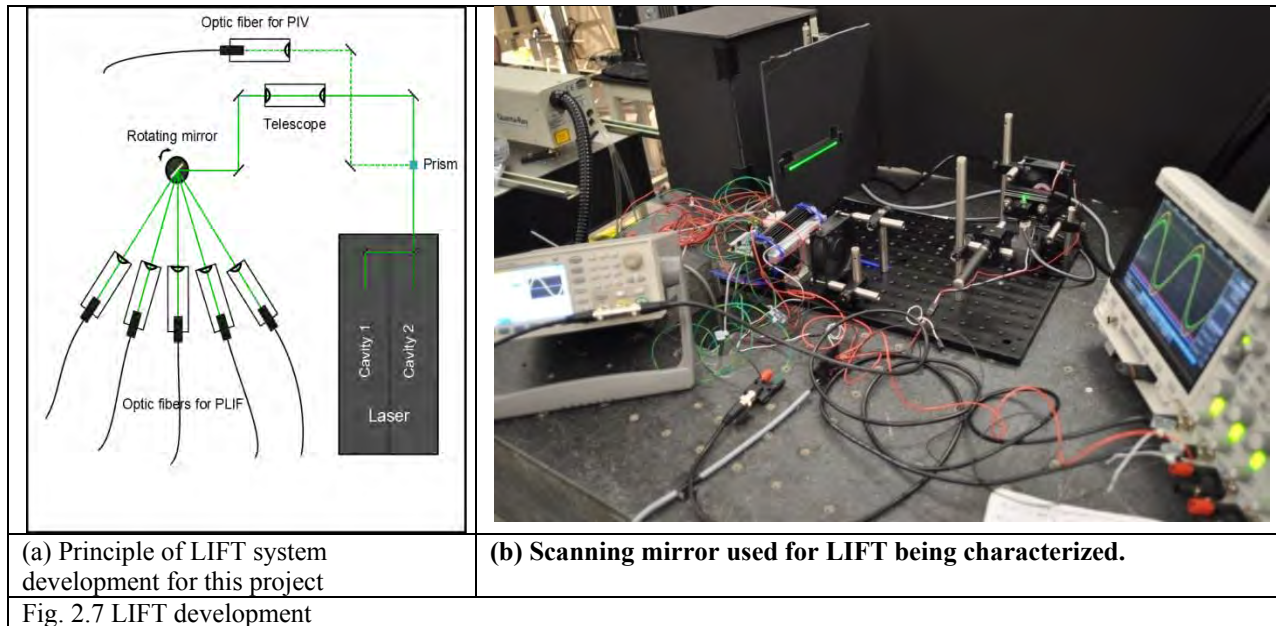 Optic fiber for PIV
Telescope
Rotating mirror
Prism
Cavity 1
Cavity 2
Laser
Optic fibers for PLIF
(a) Principle of LIFT system
development for this project
(b) Scanning mirror used for LIFT being characterized.
Fig. 2.7 LIFT development